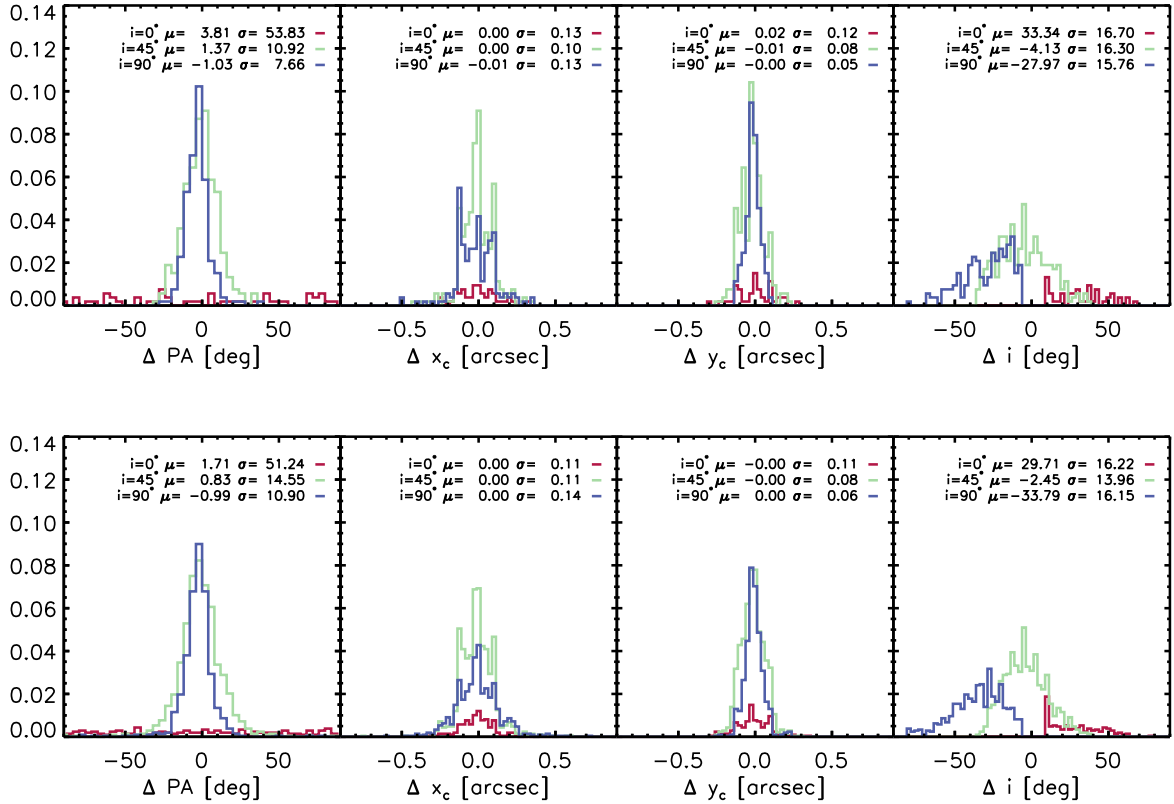 0.14
0.12
0.10
0.08
0.06
0.04
0.02
0.00
i=0° μ= 3.81 σ= 53.83
i=45° μ= 1.37 σ= 10.92
i=90° μ= −1.03 σ= 7.66
i=0° μ= 0.00 σ= 0.13
i=45° μ= 0.00 σ= 0.10
i=90° μ= −0.01 σ= 0.13
i=0° μ= 0.02 σ= 0.12
i=45° μ= −0.01 σ= 0.08
i=90° μ= −0.00 σ= 0.05
i=0° μ= 33.34 σ= 16.70
i=45° μ= −4.13 σ= 16.30
i=90° μ= −27.97 σ= 15.76
−50 0 50
−0.5 0.0 0.5
−0.5 0.0 0.5
−50 0 50
Δ PA [deg]
Δ xc [arcsec]
Δ yc [arcsec]
Δ i [deg]
0.14
0.12
0.10
0.08
0.06
0.04
0.02
0.00
i=0° μ= 1.71 σ= 51.24
i=45° μ= 0.83 σ= 14.55
i=90° μ= −0.99 σ= 10.90
i=0° μ= 0.00 σ= 0.11
i=45° μ= 0.00 σ= 0.11
i=90° μ= 0.00 σ= 0.14
i=0° μ= −0.00 σ= 0.11
i=45° μ= −0.00 σ= 0.08
i=90° μ= 0.00 σ= 0.06
i=0° μ= 29.71 σ= 16.22
i=45° μ= −2.45 σ= 13.96
i=90° μ= −33.79 σ= 16.15
−50 0 50
−0.5 0.0 0.5
−0.5 0.0 0.5
−50 0 50
Δ PA [deg]
Δ xc [arcsec]
Δ yc [arcsec]
Δ i [deg]